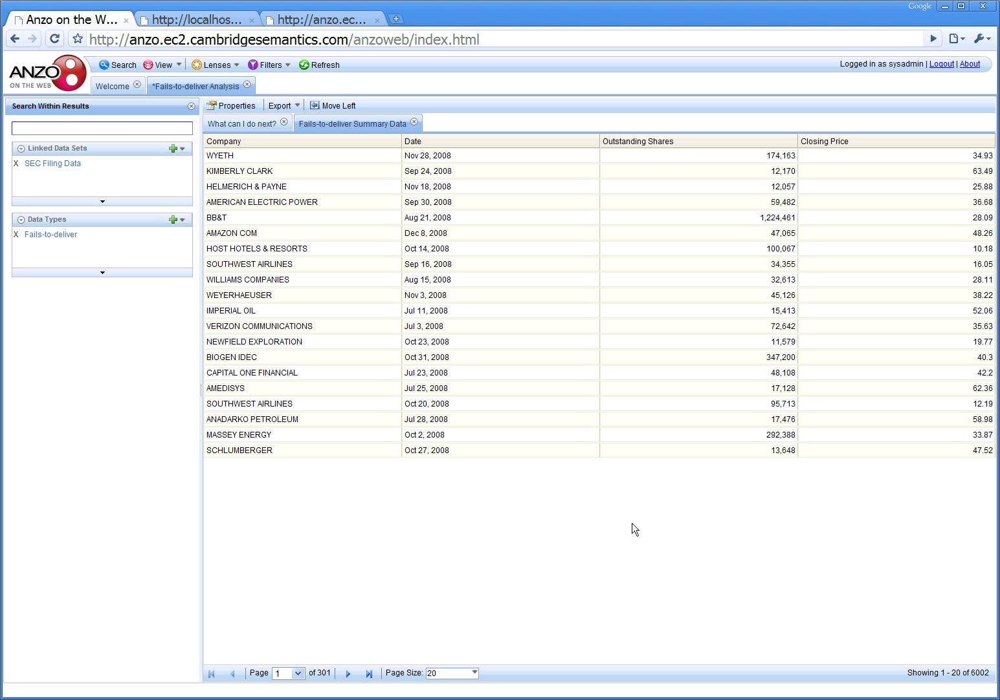 Google
Anzo on the W... http://localhos... http://anzo.ec...
http://anzo.ec2.cambridgesemantics.com/anzoweb/index.html
ANZO
ON THE WEB
Search View Lenses Filters Refresh
Logged in as sysadmin | Logout | About
Welcome *Fails-to-deliver Analysis
Search Within Results
Linked Data Sets
X SEC Filing Data
Data Types
X Fails-to-deliver
Properties Export Move Left
What can I do next? Fails-to-deliver Summary Data
Company Date Outstanding Shares Closing Price
WYETH Nov 28, 2008 174,163 34.93
KIMBERLY CLARK Sep 24, 2008 12,170 63.49
HELMERICH & PAYNE Nov 18, 2008 12,057 25.88
AMERICAN ELECTRIC POWER Sep 30, 2008 59,482 36.68
BB&T Aug 21, 2008 1,224,461 28.09
AMAZON COM Dec 8, 2008 47,065 48.26
HOST HOTELS & RESORTS Oct 14, 2008 100,067 10.18
SOUTHWEST AIRLINES Sep 16, 2008 34,355 16.05
WILLIAMS COMPANIES Aug 15, 2008 32,613 28.11
WEYERHAEUSER Nov 3, 2008 45,126 38.22
IMPERIAL OIL Jul 11, 2008 15,413 52.06
VERIZON COMMUNICATIONS Jul 3, 2008 72,642 35.63
NEWFIELD EXPLORATION Oct 23, 2008 11,579 19.77
BIOGEN IDEC Oct 31, 2008 347,200 40.3
CAPITAL ONE FINANCIAL Jul 23, 2008 48,108 42.2
AMEDISYS Jul 25, 2008 17,128 62.36
SOUTHWEST AIRLINES Oct 20, 2008 95,713 12.19
ANADARKO PETROLEUM Jul 28, 2008 17,476 58.98
MASSEY ENERGY Oct 2, 2008 292,388 33.87
SCHLUMBERGER Oct 27, 2008 13,648 47.52
Page 1 of 301 Page Size: 20 Showing 1 - 20 of 6002